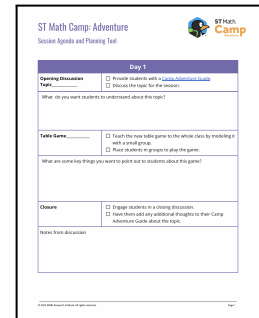 ST Math Camp: Adventure
Session Agenda and Planning Tool
ST Math
Camp
Day 1
Opening Discussion
Topic____________
☐ Provide students with a Camp Adventure Guide.
☐ Discuss the topic for the session.
What do you want students to understand about this topic?
Table Game____________
☐ Teach the new table game to the whole class by modeling it
with a small group.
☐ Place students in groups to play the game.
What are some key things you want to point out to students about this game?
Closure
☐ Engage students in a closing discussion.
☐ Have them add any additional thoughts to their Camp
Adventure Guide about the topic.
Notes from discussion
Page 1